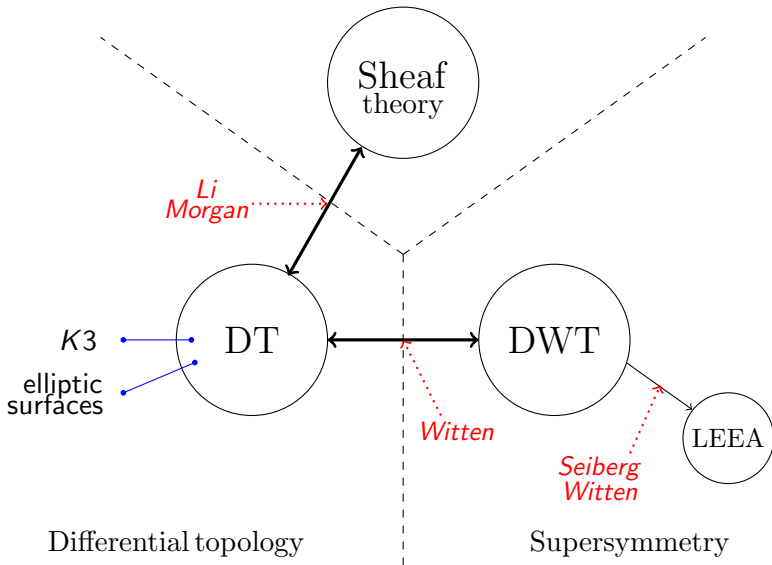 Sheaf
theory
Li
Morgan
K3
DT
DWT
elliptic
surfaces
Witten
LEEA
Seiberg
Witten
Differential topology
Supersymmetry